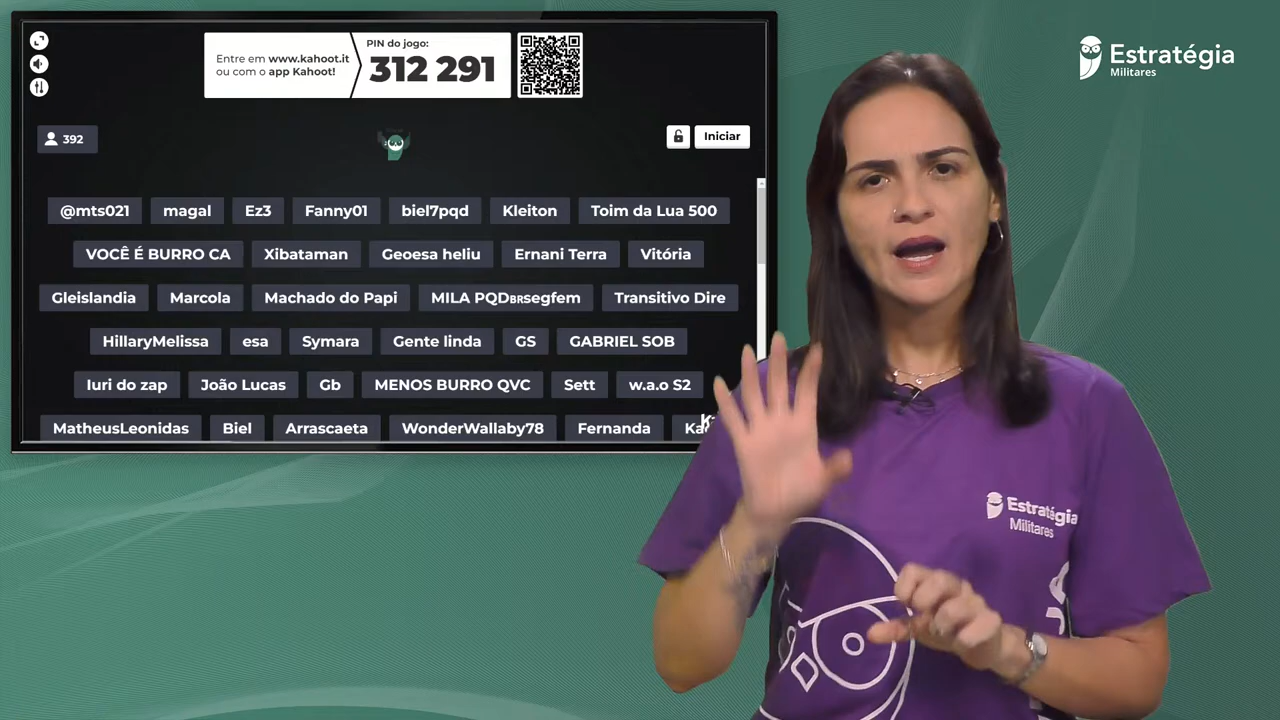 Entre em www.kahoot.it
ou com o app Kahoot!
PIN do jogo:
312 291
Estratégia
Militares
392
Iniciar
@mts021 magal Ez3 Fanny01 biel7pqd Kleiton Toim da Lua 500
VOCÊ É BURRO CA Xibataman Geoesa heliu Ernani Terra Vitória
Gleislandia Marcola Machado do Papi MILA PQDʙʀsegfem Transitivo Dire
HillaryMelissa esa Symara Gente linda GS GABRIEL SOB
Iuri do zap João Lucas Gb MENOS BURRO QVC Sett w.a.o S2
MatheusLeonidas Biel Arrascaeta WonderWallaby78 Fernanda
Estratégia
Militares